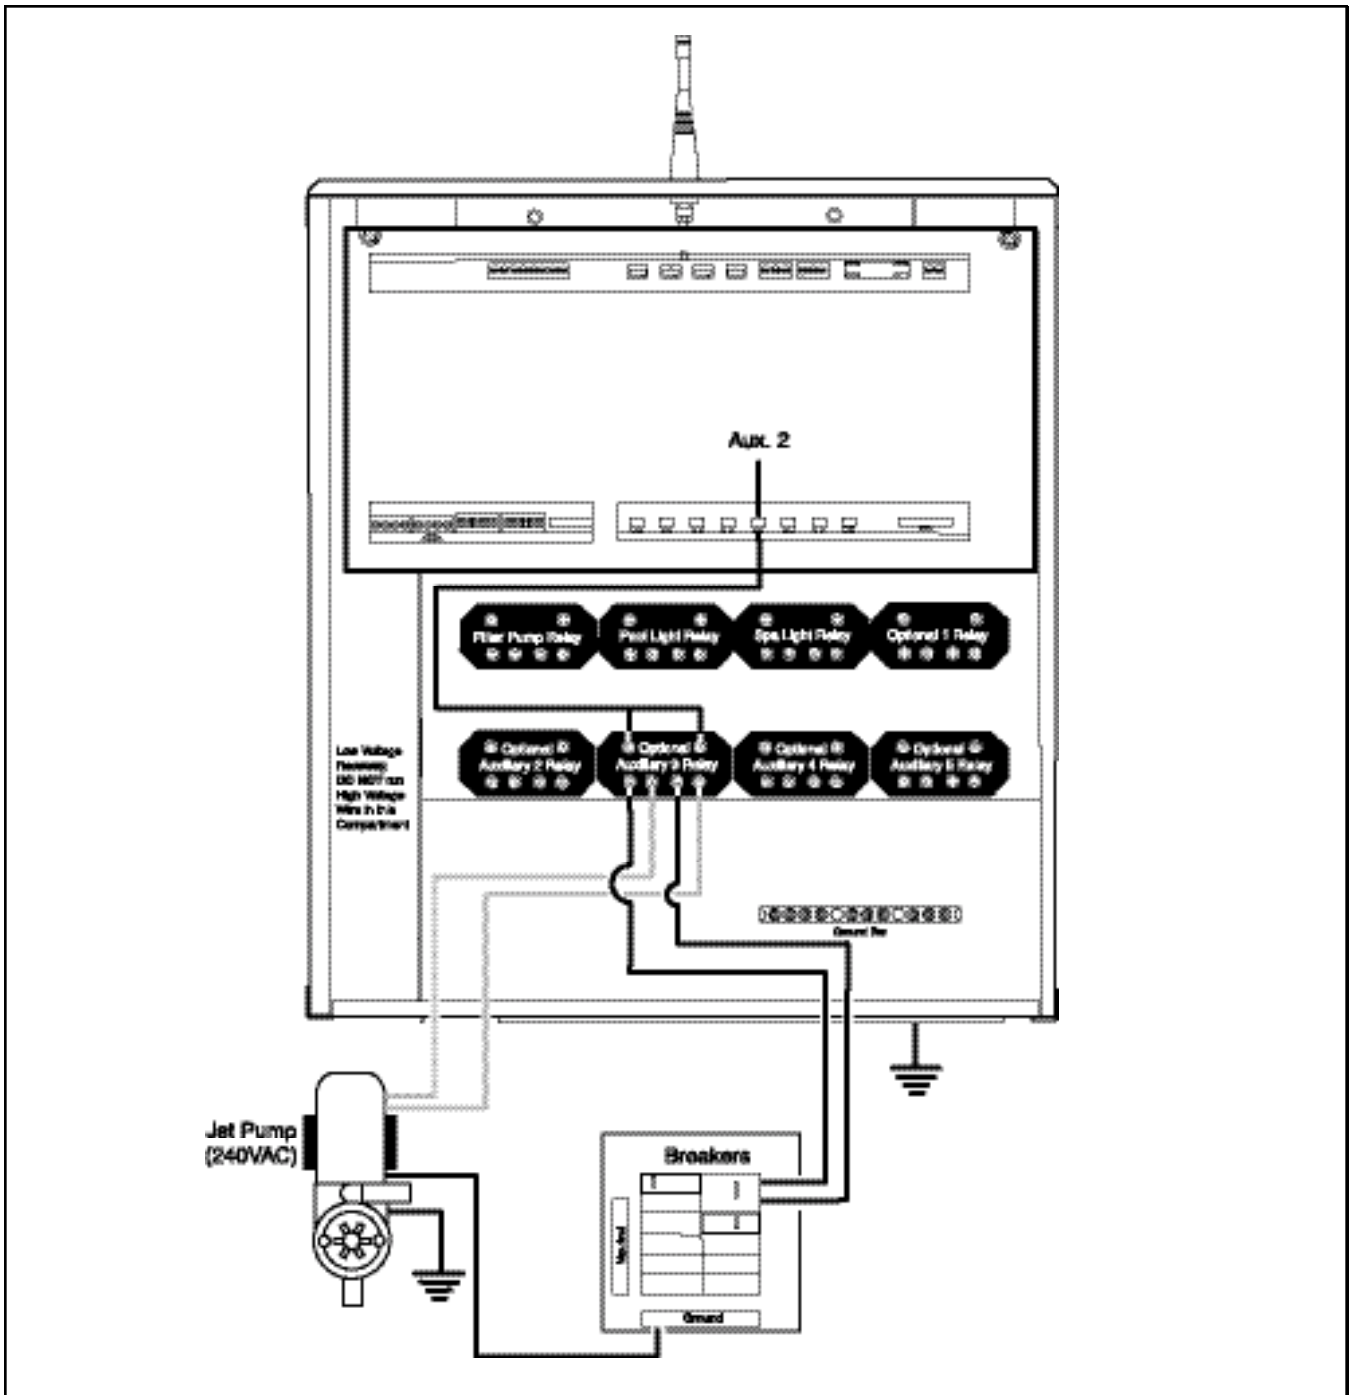 Aux. 2
Filter Pump Relay
Pool Light Relay
Spa Light Relay
Optional 1 Relay
Optional
Auxiliary 2 Relay
Optional
Auxiliary 3 Relay
Optional
Auxiliary 4 Relay
Optional
Auxiliary 5 Relay
Low Voltage
Raceway
DO NOT run
High Voltage
Wire in this
Compartment
Ground Bar
Jet Pump
(240VAC)
Breakers
Neutral
Ground